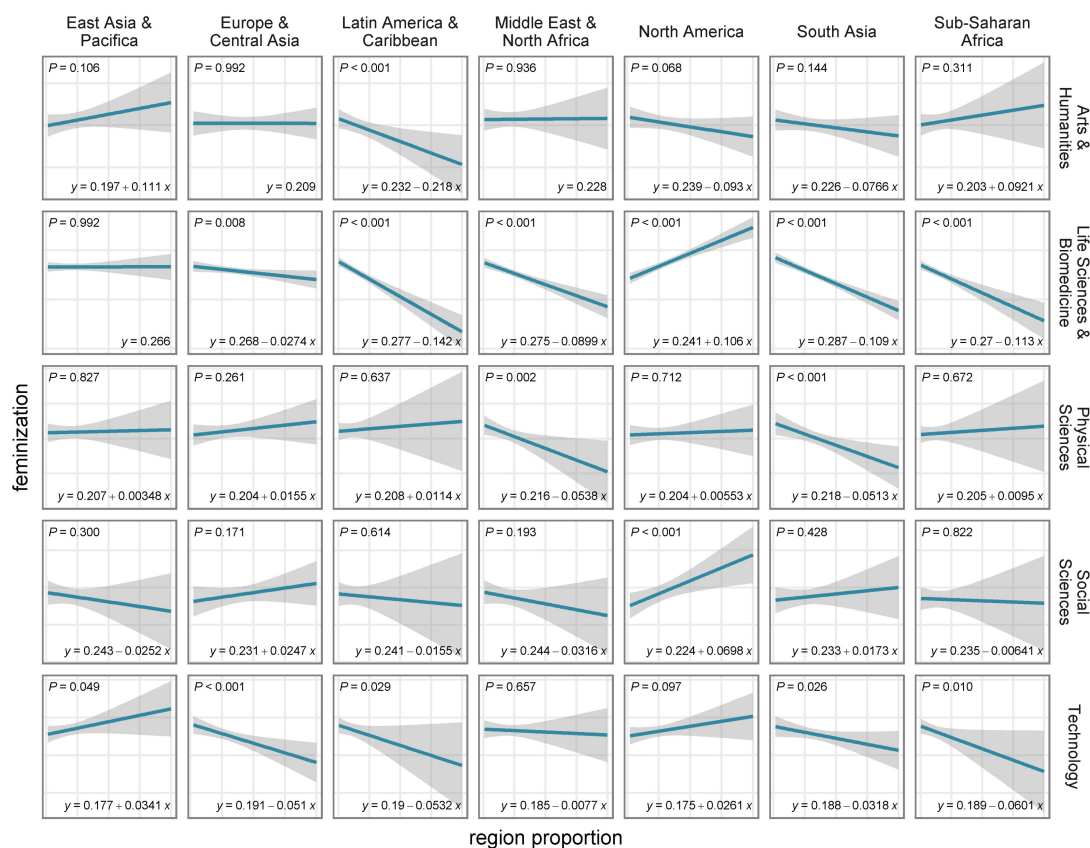 East Asia &
Pacifica
Europe &
Central Asia
Latin America &
Caribbean
Middle East &
North Africa
North America
South Asia
Sub-Saharan
Africa
P = 0.106
P = 0.992
P < 0.001
P = 0.936
P = 0.068
P = 0.144
P = 0.311
Arts &
Humanities
y = 0.197 + 0.111 x
y = 0.209
y = 0.232 − 0.218 x
y = 0.228
y = 0.239 − 0.093 x
y = 0.226 − 0.0766 x
y = 0.203 + 0.0921 x
P = 0.992
P = 0.008
P < 0.001
P < 0.001
P < 0.001
P < 0.001
P < 0.001
Life Sciences &
Biomedicine
y = 0.266
y = 0.268 − 0.0274 x
y = 0.277 − 0.142 x
y = 0.275 − 0.0899 x
y = 0.241 + 0.106 x
y = 0.287 − 0.109 x
y = 0.27 − 0.113 x
P = 0.827
P = 0.261
P = 0.637
P = 0.002
P = 0.712
P < 0.001
P = 0.672
Physical
Sciences
y = 0.207 + 0.00348 x
y = 0.204 + 0.0155 x
y = 0.208 + 0.0114 x
y = 0.216 − 0.0538 x
y = 0.204 + 0.00553 x
y = 0.218 − 0.0513 x
y = 0.205 + 0.0095 x
feminization
P = 0.300
P = 0.171
P = 0.614
P = 0.193
P < 0.001
P = 0.428
P = 0.822
Social
Sciences
y = 0.243 − 0.0252 x
y = 0.231 + 0.0247 x
y = 0.241 − 0.0155 x
y = 0.244 − 0.0316 x
y = 0.224 + 0.0698 x
y = 0.233 + 0.0173 x
y = 0.235 − 0.00641 x
P = 0.049
P < 0.001
P = 0.029
P = 0.657
P = 0.097
P = 0.026
P = 0.010
Technology
y = 0.177 + 0.0341 x
y = 0.191 − 0.051 x
y = 0.19 − 0.0532 x
y = 0.185 − 0.0077 x
y = 0.175 + 0.0261 x
y = 0.188 − 0.0318 x
y = 0.189 − 0.0601 x
region proportion